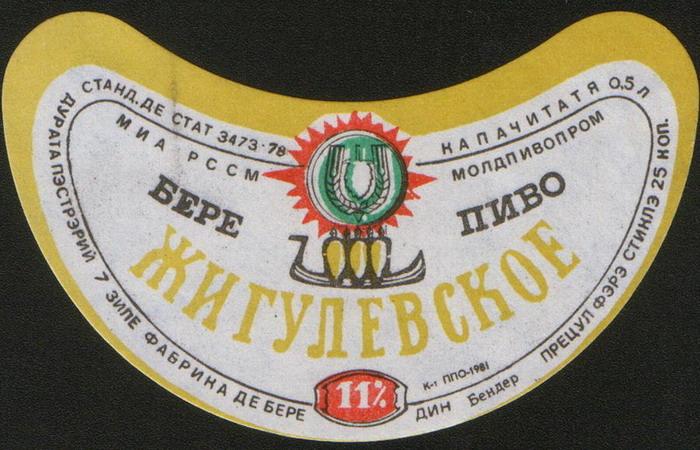 СТАНД. ДЕ СТАТ 3473-78
КАПАЧИТАТЯ 0,5 Л
МИА РССМ
МОЛДПИВОПРОМ
БЕРЕ
ПИВО
ЖИГУЛЕВСКОЕ
11%
К-1 ППО-1981
ДУРАТА ПЭСТРЭРИЙ 7 ЗИЛЕ ФАБРИКА ДЕ БЕРЕ
ДИН Бендер
ПРЕЦУЛ ФЭРЭ СТИКЛЭ 25 КОП.